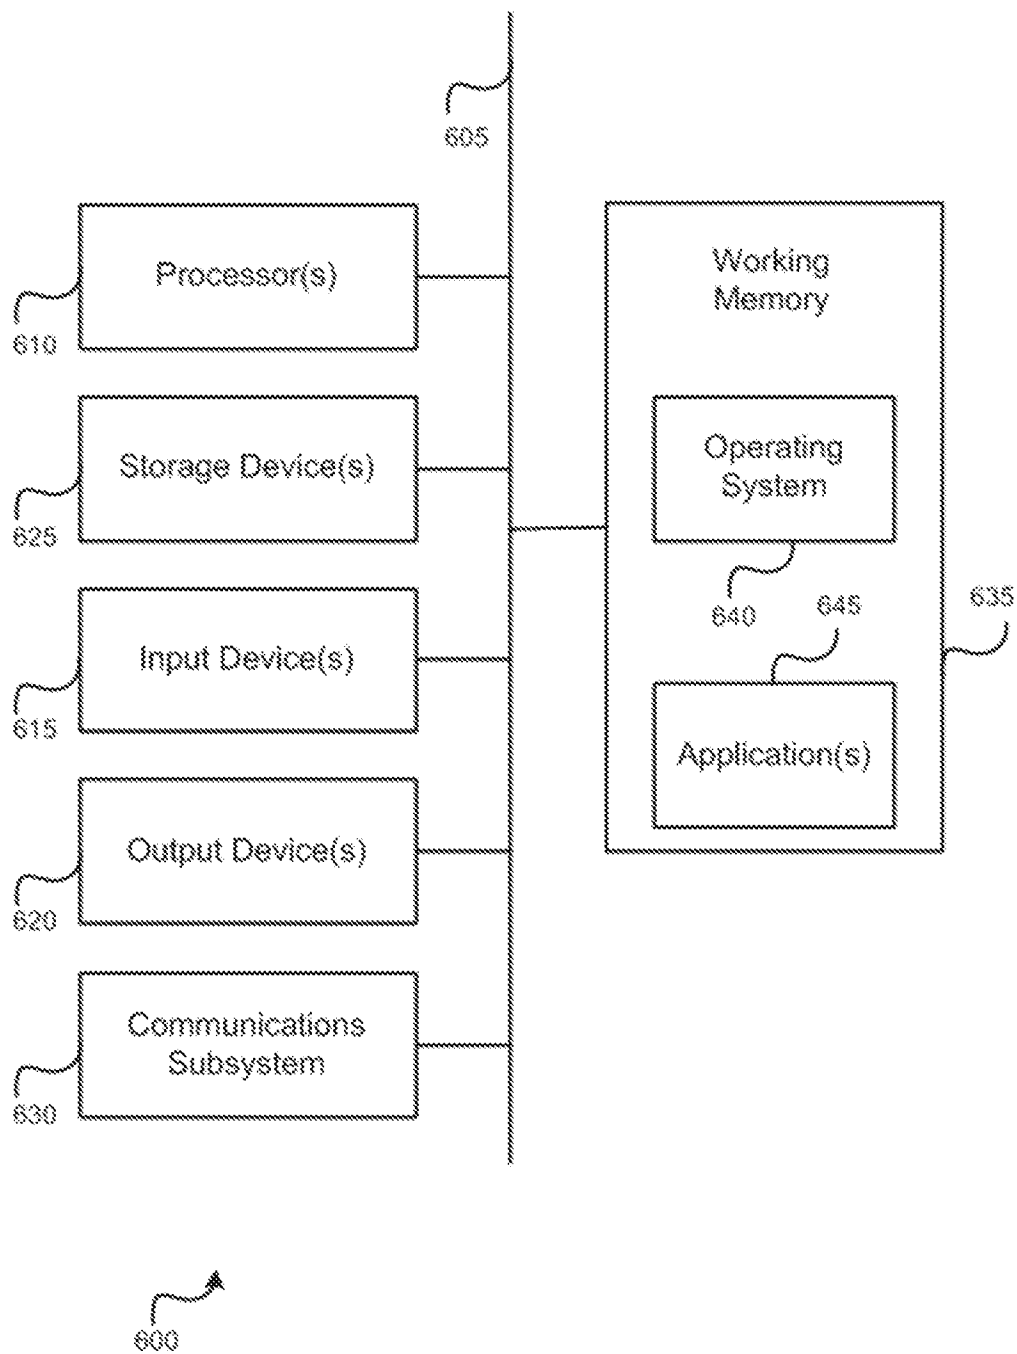 605
Processor(s)
610
Storage Device(s)
625
Input Device(s)
615
Output Device(s)
620
Communications
Subsystem
630
Working
Memory
Operating
System
640
645
635
Application(s)
600